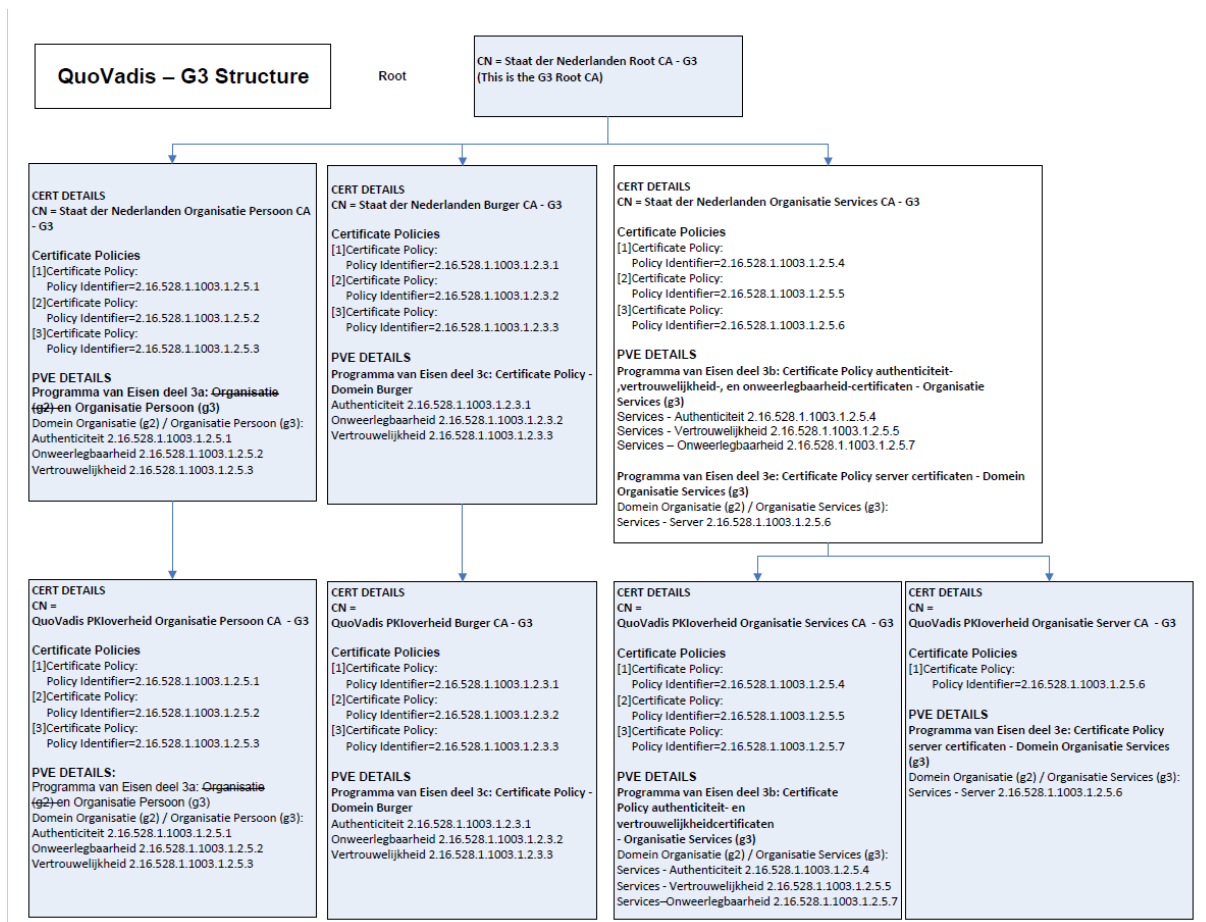 QuoVadis – G3 Structure
Root
CN = Staat der Nederlanden Root CA - G3
(This is the G3 Root CA)
CERT DETAILS
CN = Staat der Nederlanden Organisatie Persoon CA
- G3
Certificate Policies
[1]Certificate Policy:
Policy Identifier=2.16.528.1.1003.1.2.5.1
[2]Certificate Policy:
Policy Identifier=2.16.528.1.1003.1.2.5.2
[3]Certificate Policy:
Policy Identifier=2.16.528.1.1003.1.2.5.3
PVE DETAILS
Programma van Eisen deel 3a: Organisatie
(g2) en Organisatie Persoon (g3)
Domein Organisatie (g2) / Organisatie Persoon (g3):
Authenticiteit 2.16.528.1.1003.1.2.5.1
Onweerlegbaarheid 2.16.528.1.1003.1.2.5.2
Vertrouwelijkheid 2.16.528.1.1003.1.2.5.3
CERT DETAILS
CN = Staat der Nederlanden Burger CA - G3
Certificate Policies
[1]Certificate Policy:
Policy Identifier=2.16.528.1.1003.1.2.3.1
[2]Certificate Policy:
Policy Identifier=2.16.528.1.1003.1.2.3.2
[3]Certificate Policy:
Policy Identifier=2.16.528.1.1003.1.2.3.3
PVE DETAILS
Programma van Eisen deel 3c: Certificate Policy -
Domein Burger
Authenticiteit 2.16.528.1.1003.1.2.3.1
Onweerlegbaarheid 2.16.528.1.1003.1.2.3.2
Vertrouwelijkheid 2.16.528.1.1003.1.2.3.3
CERT DETAILS
CN = Staat der Nederlanden Organisatie Services CA - G3
Certificate Policies
[1]Certificate Policy:
Policy Identifier=2.16.528.1.1003.1.2.5.4
[2]Certificate Policy:
Policy Identifier=2.16.528.1.1003.1.2.5.5
[3]Certificate Policy:
Policy Identifier=2.16.528.1.1003.1.2.5.6
PVE DETAILS
Programma van Eisen deel 3b: Certificate Policy authenticiteit-
,vertrouwelijkheid-, en onweerlegbaarheid-certificaten - Organisatie
Services (g3)
Services - Authenticiteit 2.16.528.1.1003.1.2.5.4
Services - Vertrouwelijkheid 2.16.528.1.1003.1.2.5.5
Services – Onweerlegbaarheid 2.16.528.1.1003.1.2.5.7
Programma van Eisen deel 3e: Certificate Policy server certificaten - Domein
Organisatie Services (g3)
Domein Organisatie (g2) / Organisatie Services (g3):
Services - Server 2.16.528.1.1003.1.2.5.6
CERT DETAILS
CN =
QuoVadis PKIoverheid Organisatie Persoon CA - G3
Certificate Policies
[1]Certificate Policy:
Policy Identifier=2.16.528.1.1003.1.2.5.1
[2]Certificate Policy:
Policy Identifier=2.16.528.1.1003.1.2.5.2
[3]Certificate Policy:
Policy Identifier=2.16.528.1.1003.1.2.5.3
PVE DETAILS:
Programma van Eisen deel 3a: Organisatie
(g2) en Organisatie Persoon (g3)
Domein Organisatie (g2) / Organisatie Persoon (g3):
Authenticiteit 2.16.528.1.1003.1.2.5.1
Onweerlegbaarheid 2.16.528.1.1003.1.2.5.2
Vertrouwelijkheid 2.16.528.1.1003.1.2.5.3
CERT DETAILS
CN =
QuoVadis PKIoverheid Burger CA - G3
Certificate Policies
[1]Certificate Policy:
Policy Identifier=2.16.528.1.1003.1.2.3.1
[2]Certificate Policy:
Policy Identifier=2.16.528.1.1003.1.2.3.2
[3]Certificate Policy:
Policy Identifier=2.16.528.1.1003.1.2.3.3
PVE DETAILS
Programma van Eisen deel 3c: Certificate Policy -
Domein Burger
Authenticiteit 2.16.528.1.1003.1.2.3.1
Onweerlegbaarheid 2.16.528.1.1003.1.2.3.2
Vertrouwelijkheid 2.16.528.1.1003.1.2.3.3
CERT DETAILS
CN =
QuoVadis PKIoverheid Organisatie Services CA - G3
Certificate Policies
[1]Certificate Policy:
Policy Identifier=2.16.528.1.1003.1.2.5.4
[2]Certificate Policy:
Policy Identifier=2.16.528.1.1003.1.2.5.5
[3]Certificate Policy:
Policy Identifier=2.16.528.1.1003.1.2.5.7
PVE DETAILS
Programma van Eisen deel 3b: Certificate
Policy authenticiteit- en
vertrouwelijkheidcertificaten
- Organisatie Services (g3)
Domein Organisatie (g2) / Organisatie Services (g3):
Services - Authenticiteit 2.16.528.1.1003.1.2.5.4
Services - Vertrouwelijkheid 2.16.528.1.1003.1.2.5.5
Services–Onweerlegbaarheid 2.16.528.1.1003.1.2.5.7
CERT DETAILS
CN =
QuoVadis PKIoverheid Organisatie Server CA - G3
Certificate Policies
[1]Certificate Policy:
Policy Identifier=2.16.528.1.1003.1.2.5.6
PVE DETAILS
Programma van Eisen deel 3e: Certificate Policy
server certificaten - Domein Organisatie Services
(g3)
Domein Organisatie (g2) / Organisatie Services (g3):
Services - Server 2.16.528.1.1003.1.2.5.6